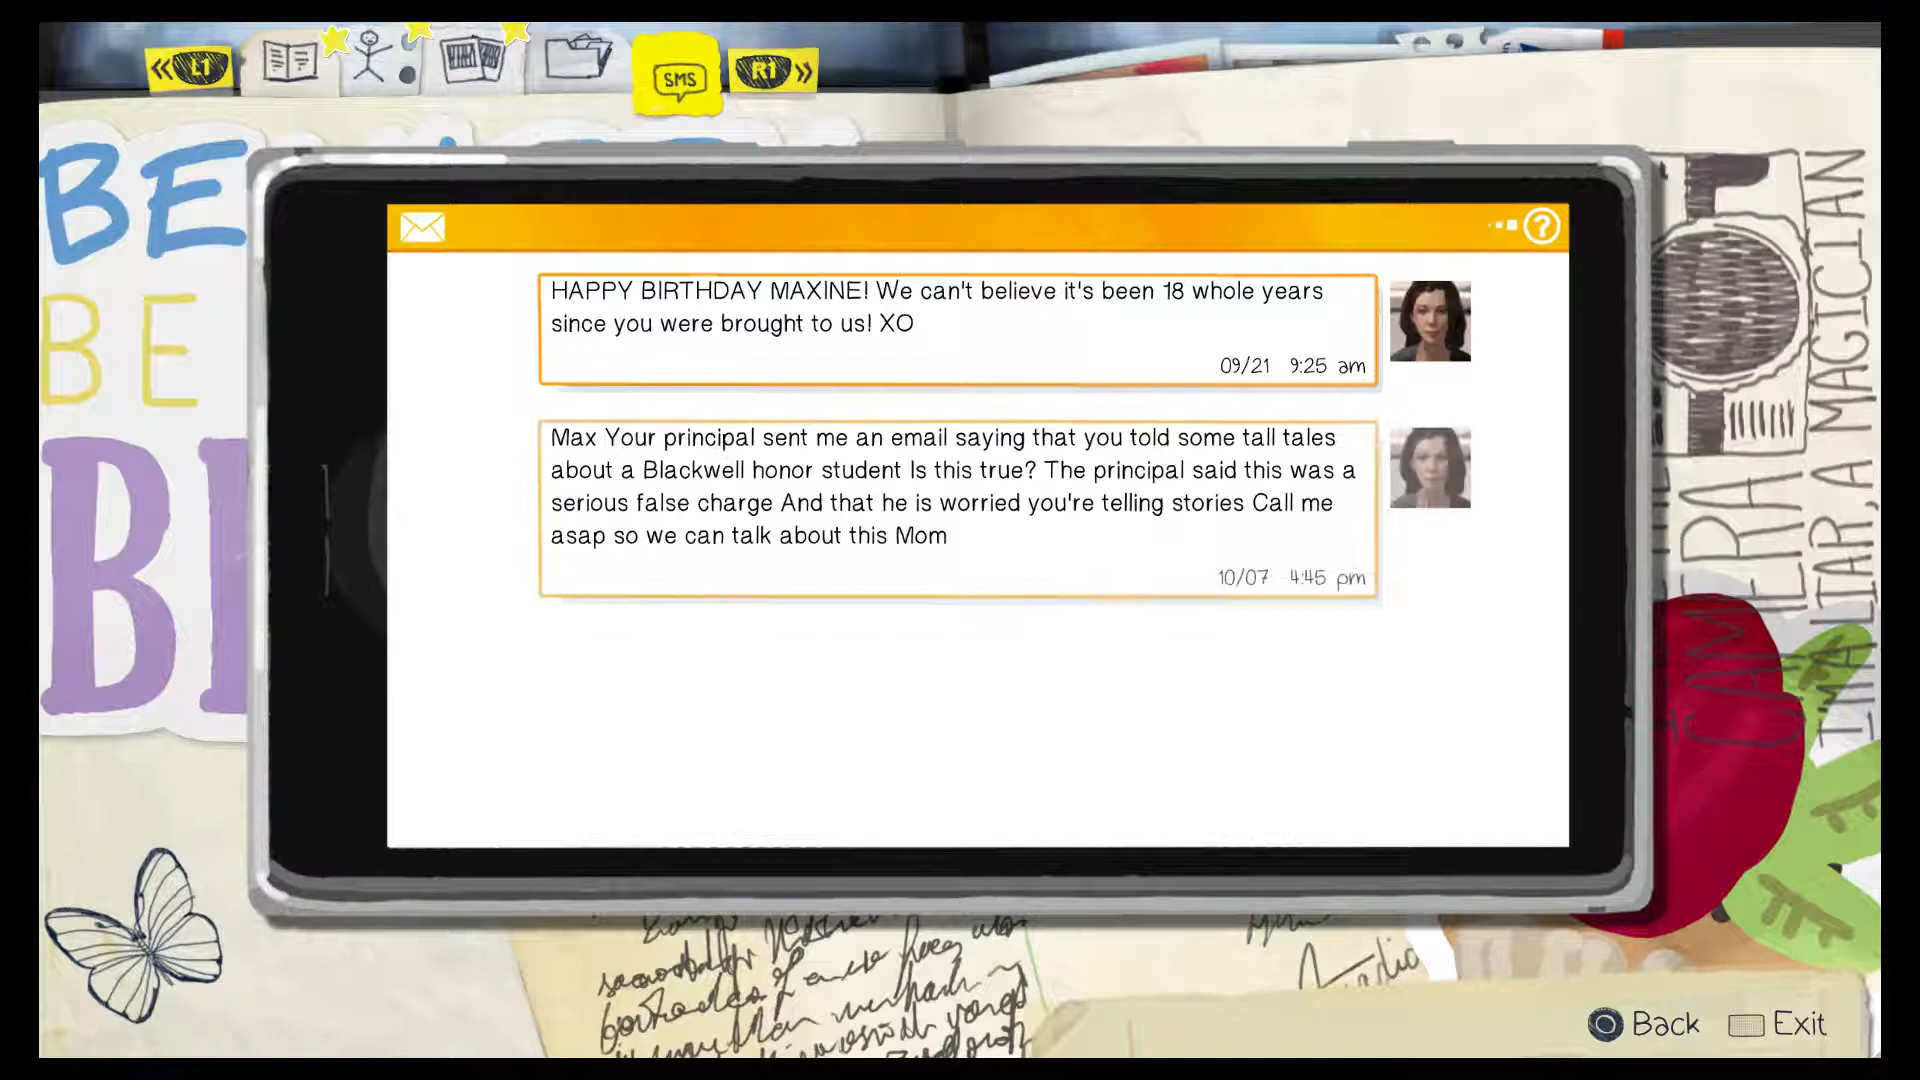 L1
SMS
R1
BE
BE
HAPPY BIRTHDAY MAXINE! We can't believe it's been 18 whole years
since you were brought to us! XO
09/21 9:25 am
Max Your principal sent me an email saying that you told some tall tales
about a Blackwell honor student Is this true? The principal said this was a
serious false charge And that he is worried you're telling stories Call me
asap so we can talk about this Mom
10/07 4:45 pm
?
CAMERA
I'M A LIAR, A MAGICIAN
Back
Exit